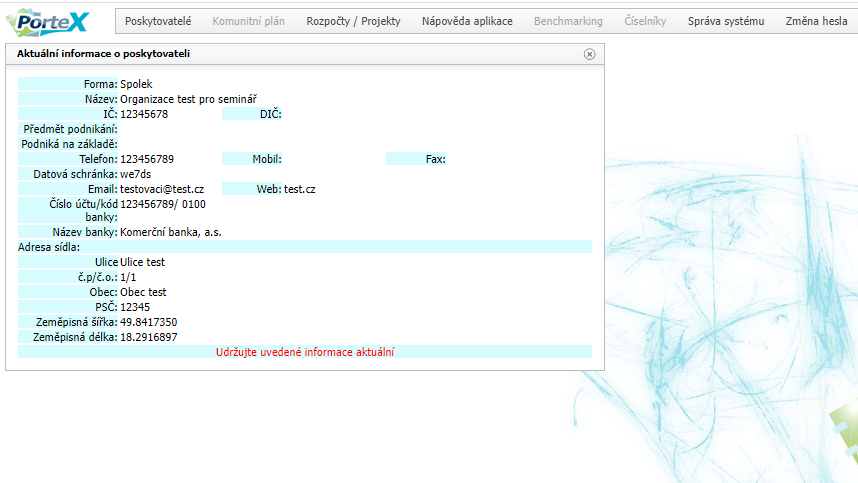 PorteX
Poskytovatelé Komunitní plán Rozpočty / Projekty Nápověda aplikace Benchmarking Číselníky Správa systému Změna hesla
Aktuální informace o poskytovateli
Forma: Spolek
Název: Organizace test pro seminář
IČ: 12345678 DIČ:
Předmět podnikání:
Podniká na základě:
Telefon: 123456789 Mobil: Fax:
Datová schránka: we7ds
Email: testovaci@test.cz Web: test.cz
Číslo účtu/kód 123456789/ 0100
banky:
Název banky: Komerční banka, a.s.
Adresa sídla:
Ulice Ulice test
č.p/č.o.: 1/1
Obec: Obec test
PSČ: 12345
Zeměpisná šířka: 49.8417350
Zeměpisná délka: 18.2916897
Udržujte uvedené informace aktuální